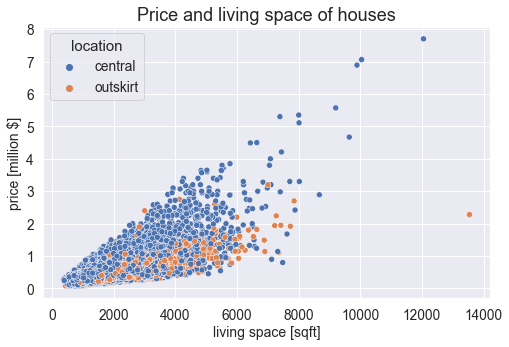 Price and living space of houses
location
central
outskirt
price [million $]
8
7
6
5
4
3
2
1
0
0 2000 4000 6000 8000 10000 12000 14000
living space [sqft]